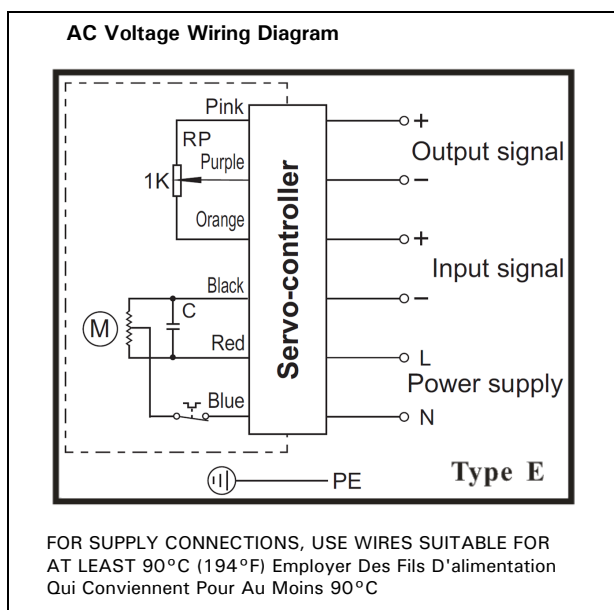 AC Voltage Wiring Diagram
Pink
RP
Purple
1K
Orange
Black
C
M
Red
Blue
Servo-controller
+
Output signal
−
+
Input signal
−
L
Power supply
N
PE
Type E
FOR SUPPLY CONNECTIONS, USE WIRES SUITABLE FOR
AT LEAST 90°C (194°F) Employer Des Fils D'alimentation
Qui Conviennent Pour Au Moins 90°C